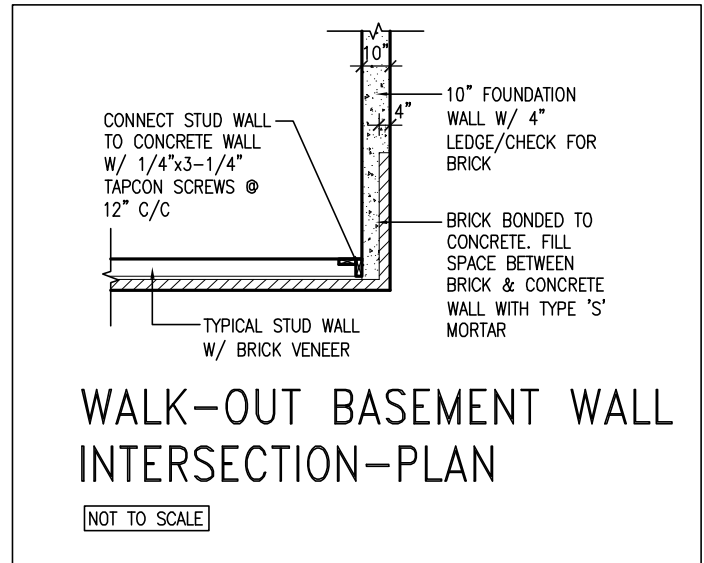 10"
4"
CONNECT STUD WALL
TO CONCRETE WALL
W/ 1/4"x3-1/4"
TAPCON SCREWS @
12" C/C
10" FOUNDATION
WALL W/ 4"
LEDGE/CHECK FOR
BRICK
BRICK BONDED TO
CONCRETE. FILL
SPACE BETWEEN
BRICK & CONCRETE
WALL WITH TYPE 'S'
MORTAR
TYPICAL STUD WALL
W/ BRICK VENEER
WALK-OUT BASEMENT WALL
INTERSECTION-PLAN
NOT TO SCALE